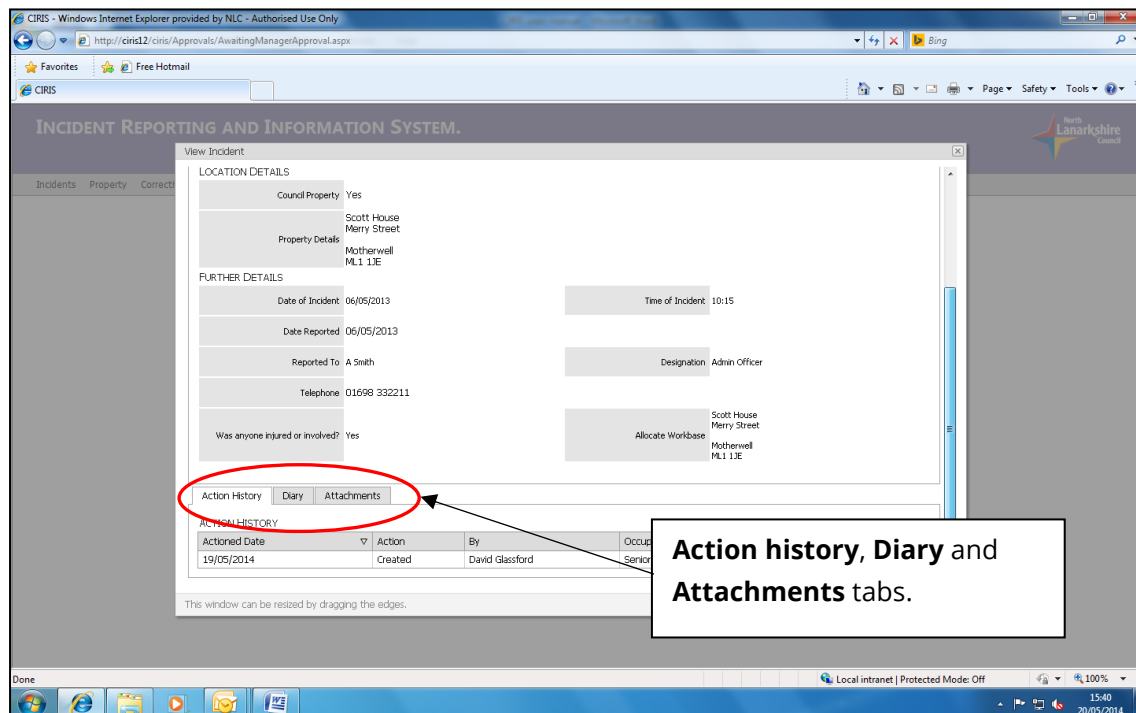 CIRIS - Windows Internet Explorer provided by NLC - Authorised Use Only
http://ciris12/ciris/Approvals/AwaitingManagerApproval.aspx
Bing
Favorites Free Hotmail
CIRIS
Page Safety Tools
INCIDENT REPORTING AND INFORMATION SYSTEM.
North
Lanarkshire
Council
View Incident
Incidents Property
LOCATION DETAILS
Council Property Yes
Property Details
Scott House
Merry Street
Motherwell
ML1 1JE
FURTHER DETAILS
Date of Incident 06/05/2013 Time of Incident 10:15
Date Reported 06/05/2013
Reported To A Smith Designation Admin Officer
Telephone 01698 332211
Was anyone injured or involved? Yes Allocate Workbase
Scott House
Merry Street
Motherwell
ML1 1JE
Action History Diary Attachments
ACTION HISTORY
Actioned Date Action By
19/05/2014 Created David Glassford Senior
Action history, Diary and
Attachments tabs.
This window can be resized by dragging the edges.
Done Local intranet | Protected Mode: Off 100%
15:40
20/05/2014